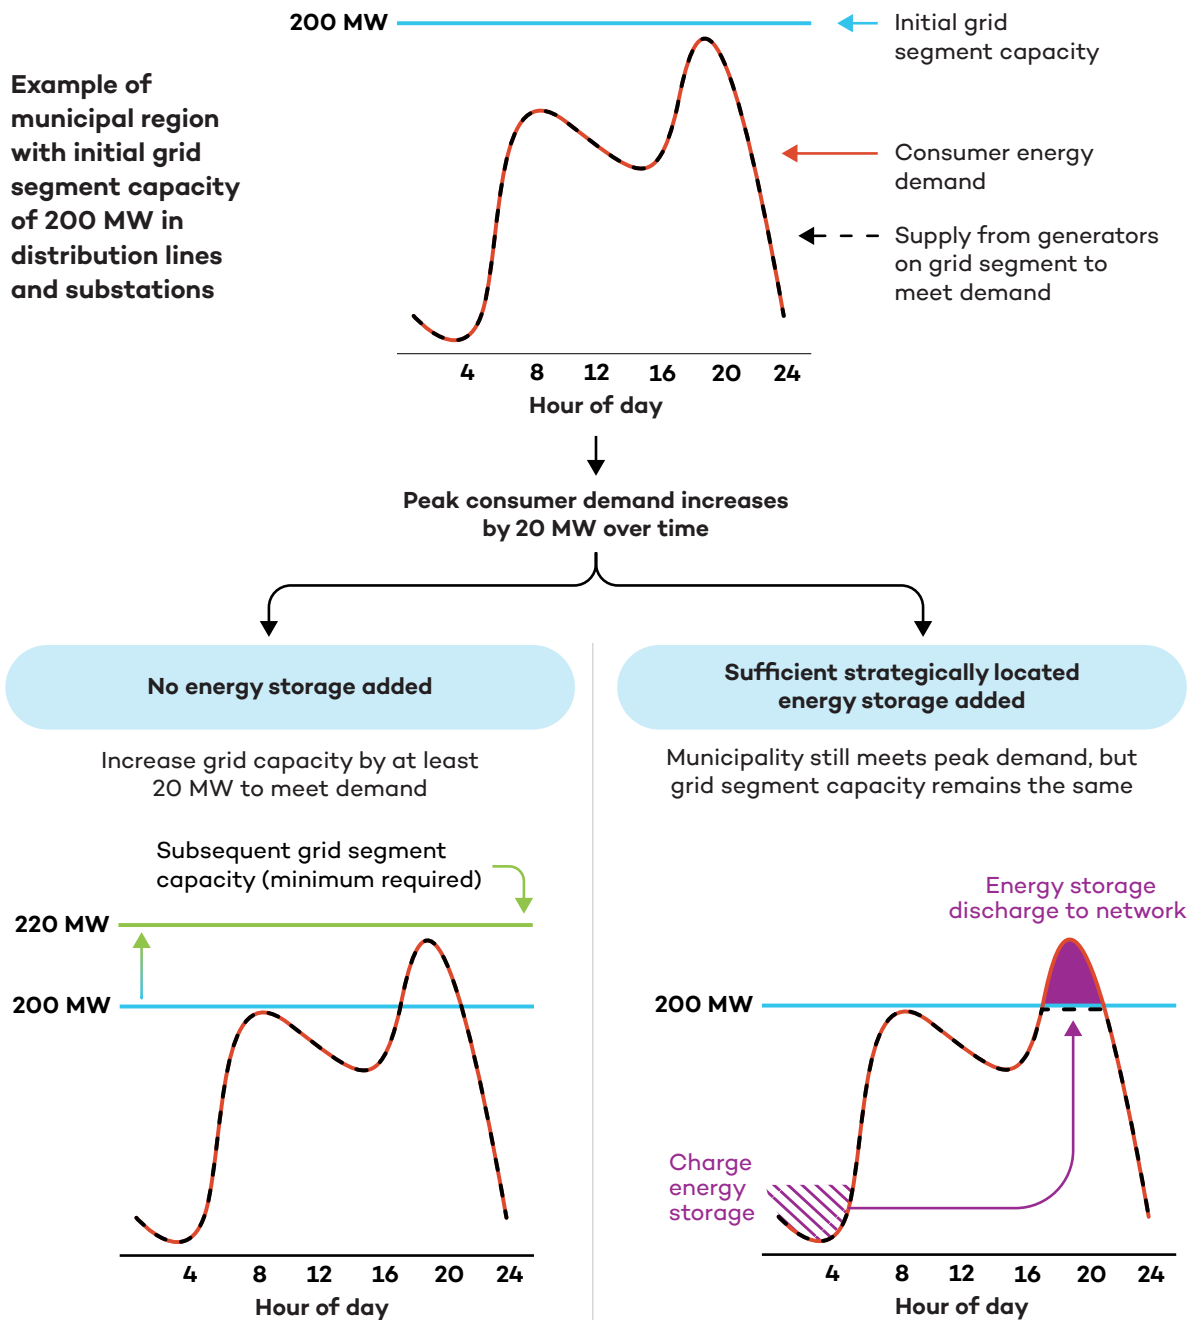 200 MW
Initial grid
segment capacity
Example of
municipal region
with initial grid
segment capacity
of 200 MW in
distribution lines
and substations
Consumer energy
demand
Supply from generators
on grid segment to
meet demand
4 8 12 16 20 24
Hour of day
Peak consumer demand increases
by 20 MW over time
No energy storage added
Increase grid capacity by at least
20 MW to meet demand
Subsequent grid segment
capacity (minimum required)
220 MW
200 MW
4 8 12 16 20 24
Hour of day
Sufficient strategically located
energy storage added
Municipality still meets peak demand, but
grid segment capacity remains the same
Energy storage
discharge to network
200 MW
Charge
energy
storage
4 8 12 16 20 24
Hour of day